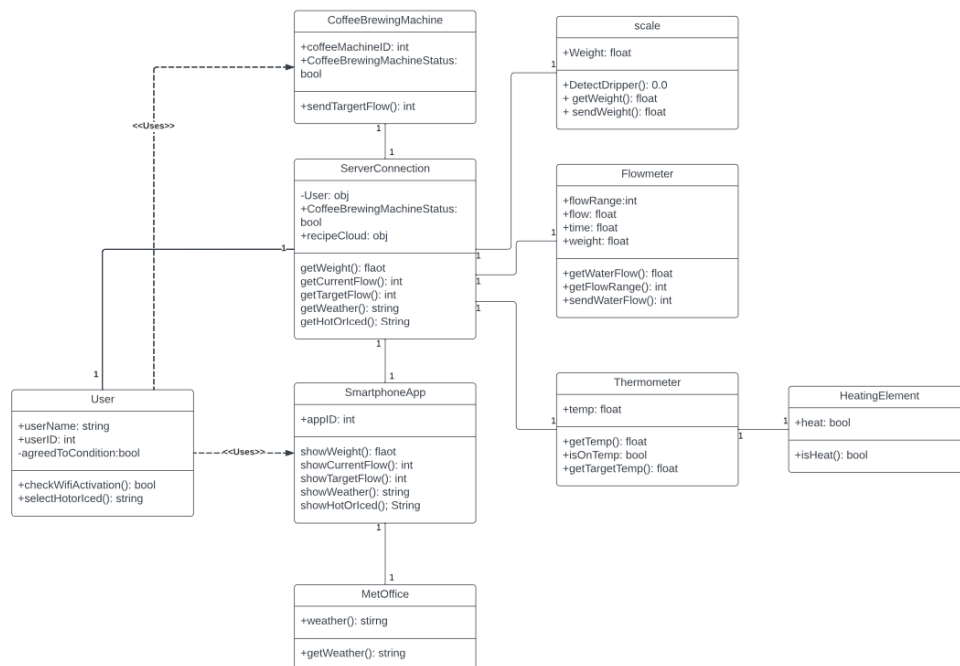 CoffeeBrewingMachine
+coffeeMachineID: int
+CoffeeBrewingMachineStatus:
bool
+sendTargertFlow(): int
scale
+Weight: float
+DetectDripper(): 0.0
+ getWeight(): float
+ sendWeight(): float
<<Uses>>
1
1
1
ServerConnection
-User: obj
+CoffeeBrewingMachineStatus:
bool
+recipeCloud: obj
getWeight(): flaot
getCurrentFlow(): int
getTargetFlow(): int
getWeather(): string
getHotOrIced(); String
Flowmeter
+flowRange:int
+flow: float
+time: float
+weight: float
+getWaterFlow(): float
+getFlowRange(): int
+sendWaterFlow(): int
1
1
1
1
1
1
1
1
User
+userName: string
+userID: int
-agreedToCondition:bool
+checkWifiActivation(): bool
+selectHotorIced(): string
<<Uses>>
SmartphoneApp
+appID: int
showWeight(): flaot
showCurrentFlow(): int
showTargetFlow(): int
showWeather(): string
showHotOrIced(); String
Thermometer
+temp: float
+getTemp(): float
+isOnTemp: bool
+getTargetTemp(): float
1
1
1
HeatingElement
+heat: bool
+isHeat(): bool
1
1
MetOffice
+weather(): stirng
+getWeather(): string